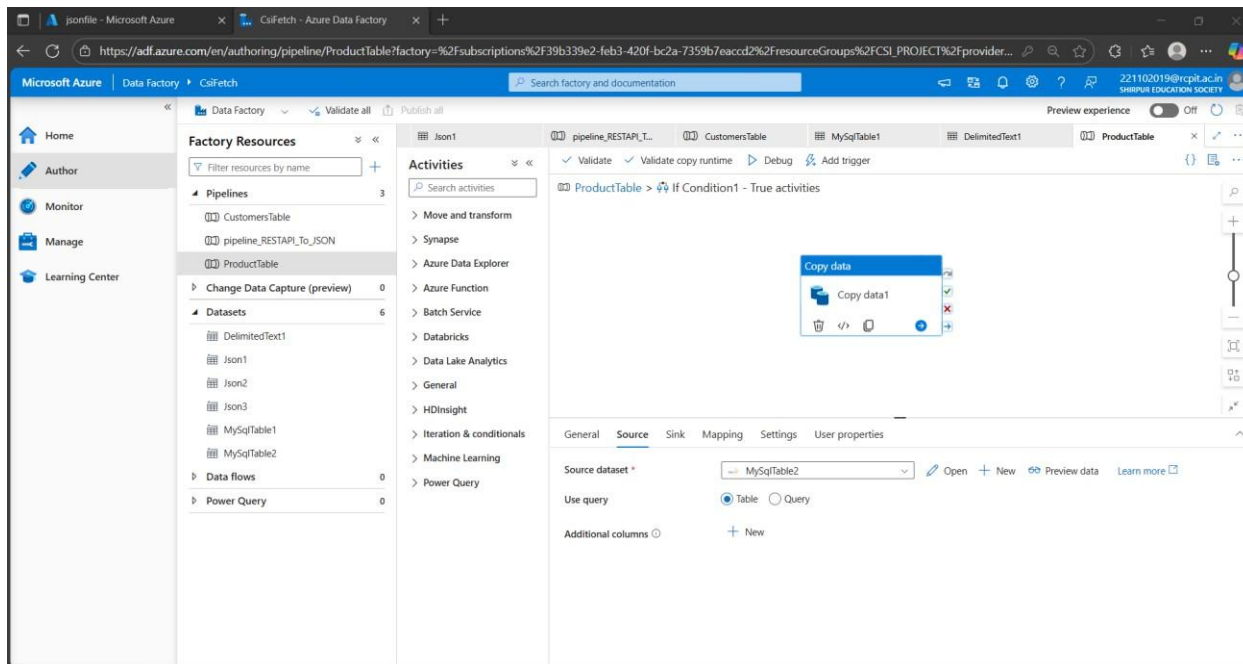 jsonfile - Microsoft Azure
CsiFetch - Azure Data Factory
https://adf.azure.com/en/authoring/pipeline/ProductTable?factory=%2Fsubscriptions%2F39b339e2-feb3-420f-bc2a-7359b7eaccd2%2FresourceGroups%2FCSI_PROJECT%2Fprovider...
Microsoft Azure | Data Factory CsiFetch
Search factory and documentation
221102019@rcpit.ac.in
SHIRPUR EDUCATION SOCIETY
Data Factory Validate all Publish all
Preview experience Off
Home
Author
Monitor
Manage
Learning Center
Factory Resources
Filter resources by name
Pipelines 3
CustomersTable
pipeline_RESTAPI_To_JSON
ProductTable
Change Data Capture (preview) 0
Datasets 6
DelimitedText1
Json1
Json2
Json3
MySqlTable1
MySqlTable2
Data flows 0
Power Query 0
Json1 pipeline_RESTAPI_T... CustomersTable MySqlTable1 DelimitedText1 ProductTable
Activities
Search activities
Move and transform
Synapse
Azure Data Explorer
Azure Function
Batch Service
Databricks
Data Lake Analytics
General
HDInsight
Iteration & conditionals
Machine Learning
Power Query
Validate Validate copy runtime Debug Add trigger
ProductTable > If Condition1 - True activities
Copy data
Copy data1
General Source Sink Mapping Settings User properties
Source dataset * MySqlTable2 Open New Preview data Learn more
Use query Table Query
Additional columns New